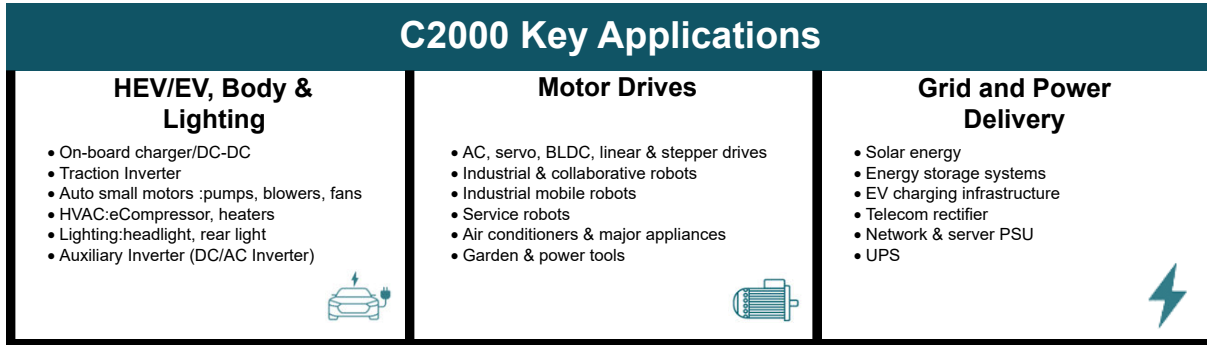 C2000 Key Applications
HEV/EV, Body &
Lighting
• On-board charger/DC-DC
• Traction Inverter
• Auto small motors :pumps, blowers, fans
• HVAC:eCompressor, heaters
• Lighting:headlight, rear light
• Auxiliary Inverter (DC/AC Inverter)
Motor Drives
• AC, servo, BLDC, linear & stepper drives
• Industrial & collaborative robots
• Industrial mobile robots
• Service robots
• Air conditioners & major appliances
• Garden & power tools
Grid and Power
Delivery
• Solar energy
• Energy storage systems
• EV charging infrastructure
• Telecom rectifier
• Network & server PSU
• UPS